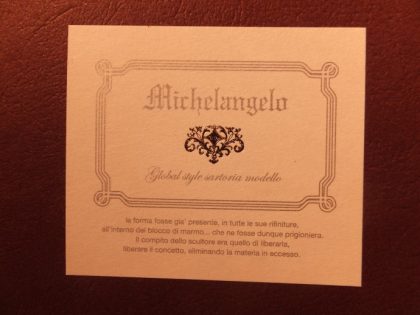 Michelangelo
Global style sartoria modello
la forma fosse gia' presente, in tutte le sue rifiniture,
all'interno del blocco di marmo... che ne fosse dunque prigioniera.
Il compito dello scultore era quello di liberarla,
liberare il concetto, eliminando la materia in eccesso.